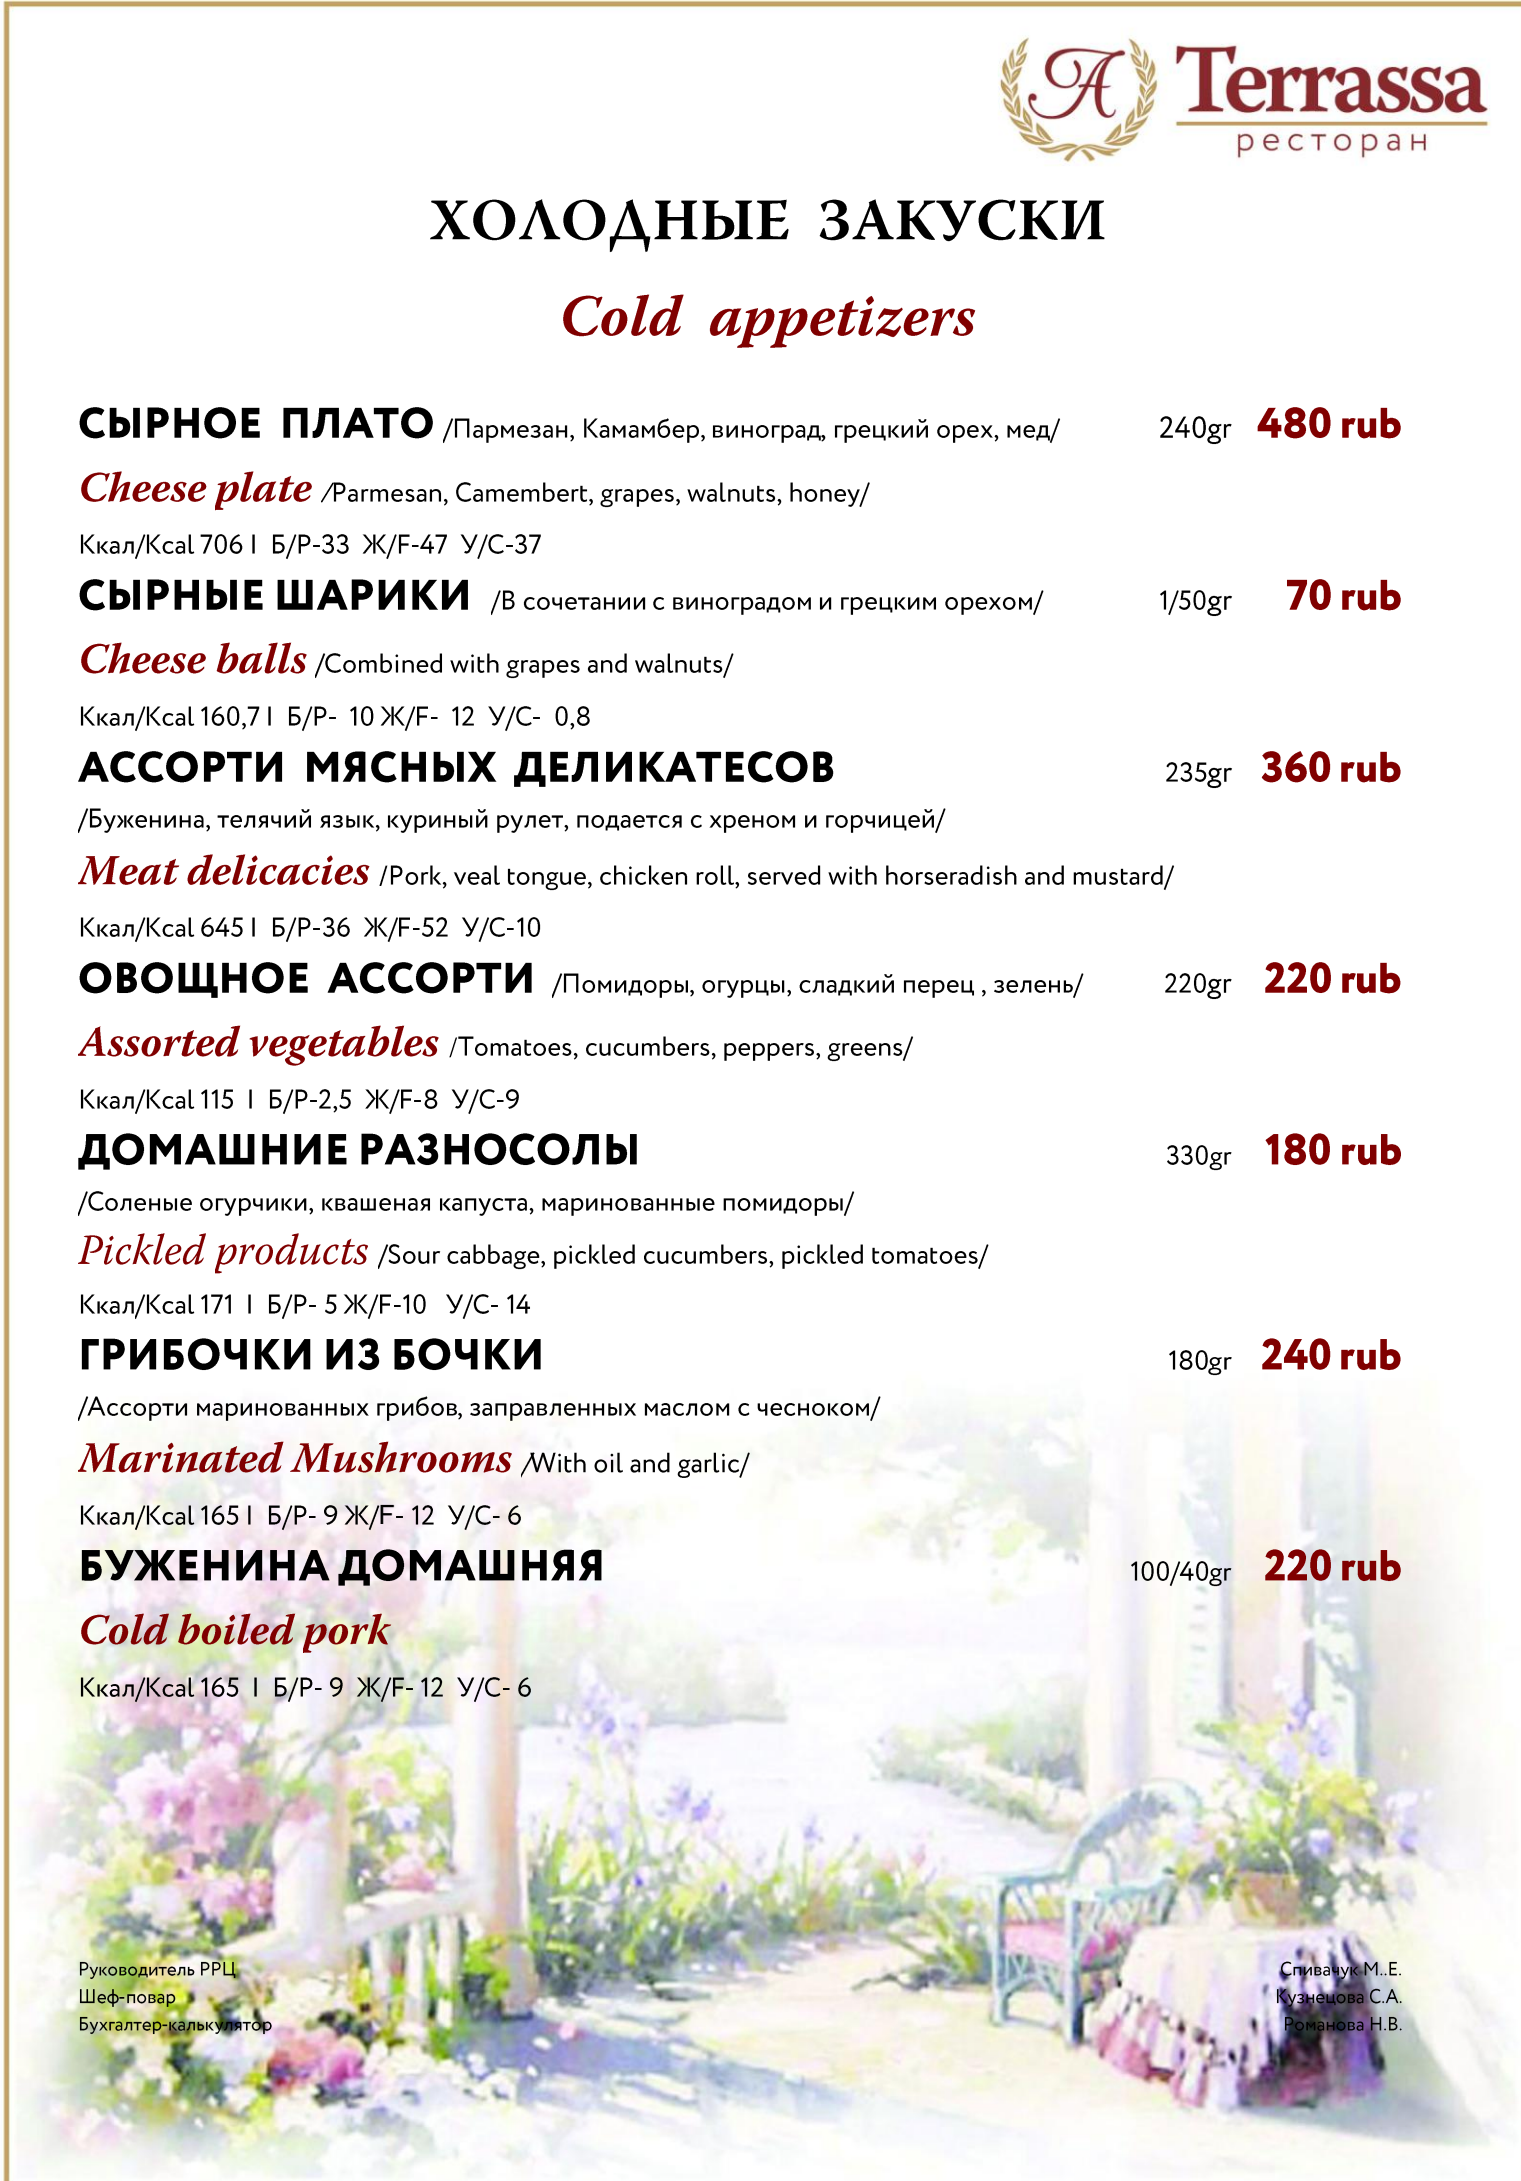 A Terrassa
ресторан
ХОЛОДНЫЕ ЗАКУСКИ
Cold appetizers
СЫРНОЕ ПЛАТО /Пармезан, Камамбер, виноград, грецкий орех, мед/ 240gr 480 rub
Cheese plate /Parmesan, Camembert, grapes, walnuts, honey/
Ккал/Kcal 706 I Б/P-33 Ж/F-47 У/C-37
СЫРНЫЕ ШАРИКИ /В сочетании с виноградом и грецким орехом/ 1/50gr 70 rub
Cheese balls /Combined with grapes and walnuts/
Ккал/Kcal 160,7 I Б/P- 10 Ж/F- 12 У/C- 0,8
АССОРТИ МЯСНЫХ ДЕЛИКАТЕСОВ 235gr 360 rub
/Буженина, телячий язык, куриный рулет, подается с хреном и горчицей/
Meat delicacies /Pork, veal tongue, chicken roll, served with horseradish and mustard/
Ккал/Kcal 645 I Б/P-36 Ж/F-52 У/C-10
ОВОЩНОЕ АССОРТИ /Помидоры, огурцы, сладкий перец , зелень/ 220gr 220 rub
Assorted vegetables /Tomatoes, cucumbers, peppers, greens/
Ккал/Kcal 115 I Б/P-2,5 Ж/F-8 У/C-9
ДОМАШНИЕ РАЗНОСОЛЫ 330gr 180 rub
/Соленые огурчики, квашеная капуста, маринованные помидоры/
Pickled products /Sour cabbage, pickled cucumbers, pickled tomatoes/
Ккал/Kcal 171 I Б/P- 5 Ж/F-10 У/C- 14
ГРИБОЧКИ ИЗ БОЧКИ 180gr 240 rub
/Ассорти маринованных грибов, заправленных маслом с чесноком/
Marinated Mushrooms /With oil and garlic/
Ккал/Kcal 165 I Б/P- 9 Ж/F- 12 У/C- 6
БУЖЕНИНА ДОМАШНЯЯ 100/40gr 220 rub
Cold boiled pork
Ккал/Kcal 165 I Б/P- 9 Ж/F- 12 У/C- 6
Руководитель РРЦ Спивачук М..Е.
Шеф-повар Кузнецова С.А.
Бухгалтер-калькулятор Романова Н.В.